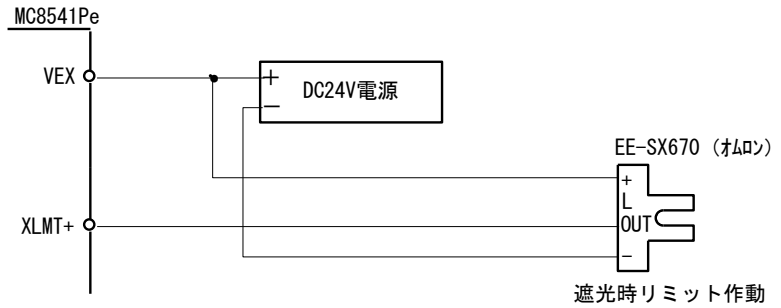 MC8541Pe
VEX
+
DC24V電源
−
EE-SX670 (ｵﾑﾛﾝ)
+
L
XLMT+
OUT
−
遮光時リミット作動